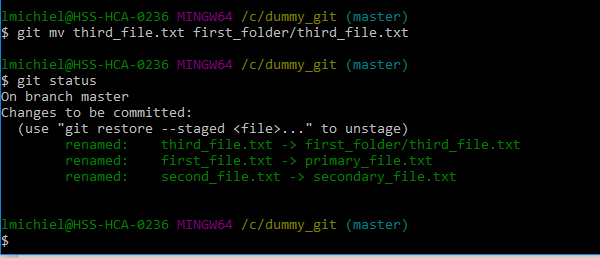 lmichiel@HSS-HCA-0236 MINGW64 /c/dummy_git (master)
$ git mv third_file.txt first_folder/third_file.txt
lmichiel@HSS-HCA-0236 MINGW64 /c/dummy_git (master)
$ git status
On branch master
Changes to be committed:
  (use "git restore --staged <file>..." to unstage)
        renamed:    third_file.txt -> first_folder/third_file.txt
        renamed:    first_file.txt -> primary_file.txt
        renamed:    second_file.txt -> secondary_file.txt
lmichiel@HSS-HCA-0236 MINGW64 /c/dummy_git (master)
$